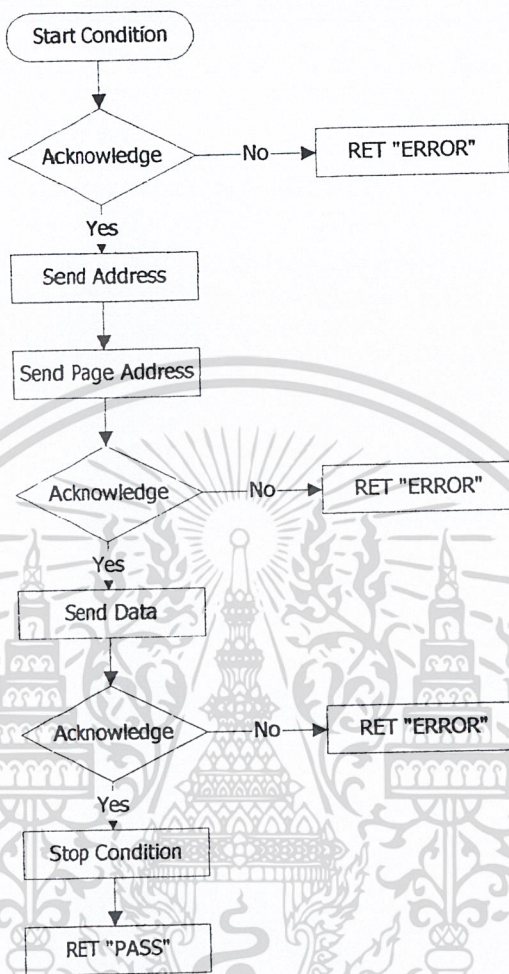 Start Condition
Acknowledge
No
RET "ERROR"
Yes
Send Address
Send Page Address
Acknowledge
No
RET "ERROR"
Yes
Send Data
Acknowledge
No
RET "ERROR"
Yes
Stop Condition
RET "PASS"